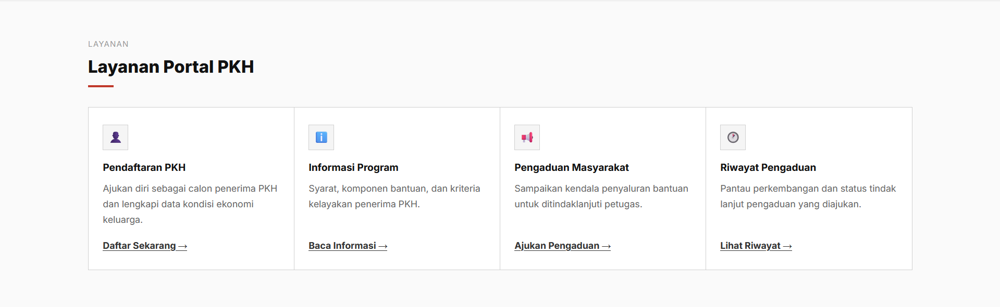 LAYANAN
Layanan Portal PKH
Pendaftaran PKH
Ajukan diri sebagai calon penerima PKH
dan lengkapi data kondisi ekonomi
keluarga.
Daftar Sekarang →
Informasi Program
Syarat, komponen bantuan, dan kriteria
kelayakan penerima PKH.
Baca Informasi →
Pengaduan Masyarakat
Sampaikan kendala penyaluran bantuan
untuk ditindaklanjuti petugas.
Ajukan Pengaduan →
Riwayat Pengaduan
Pantau perkembangan dan status tindak
lanjut pengaduan yang diajukan.
Lihat Riwayat →